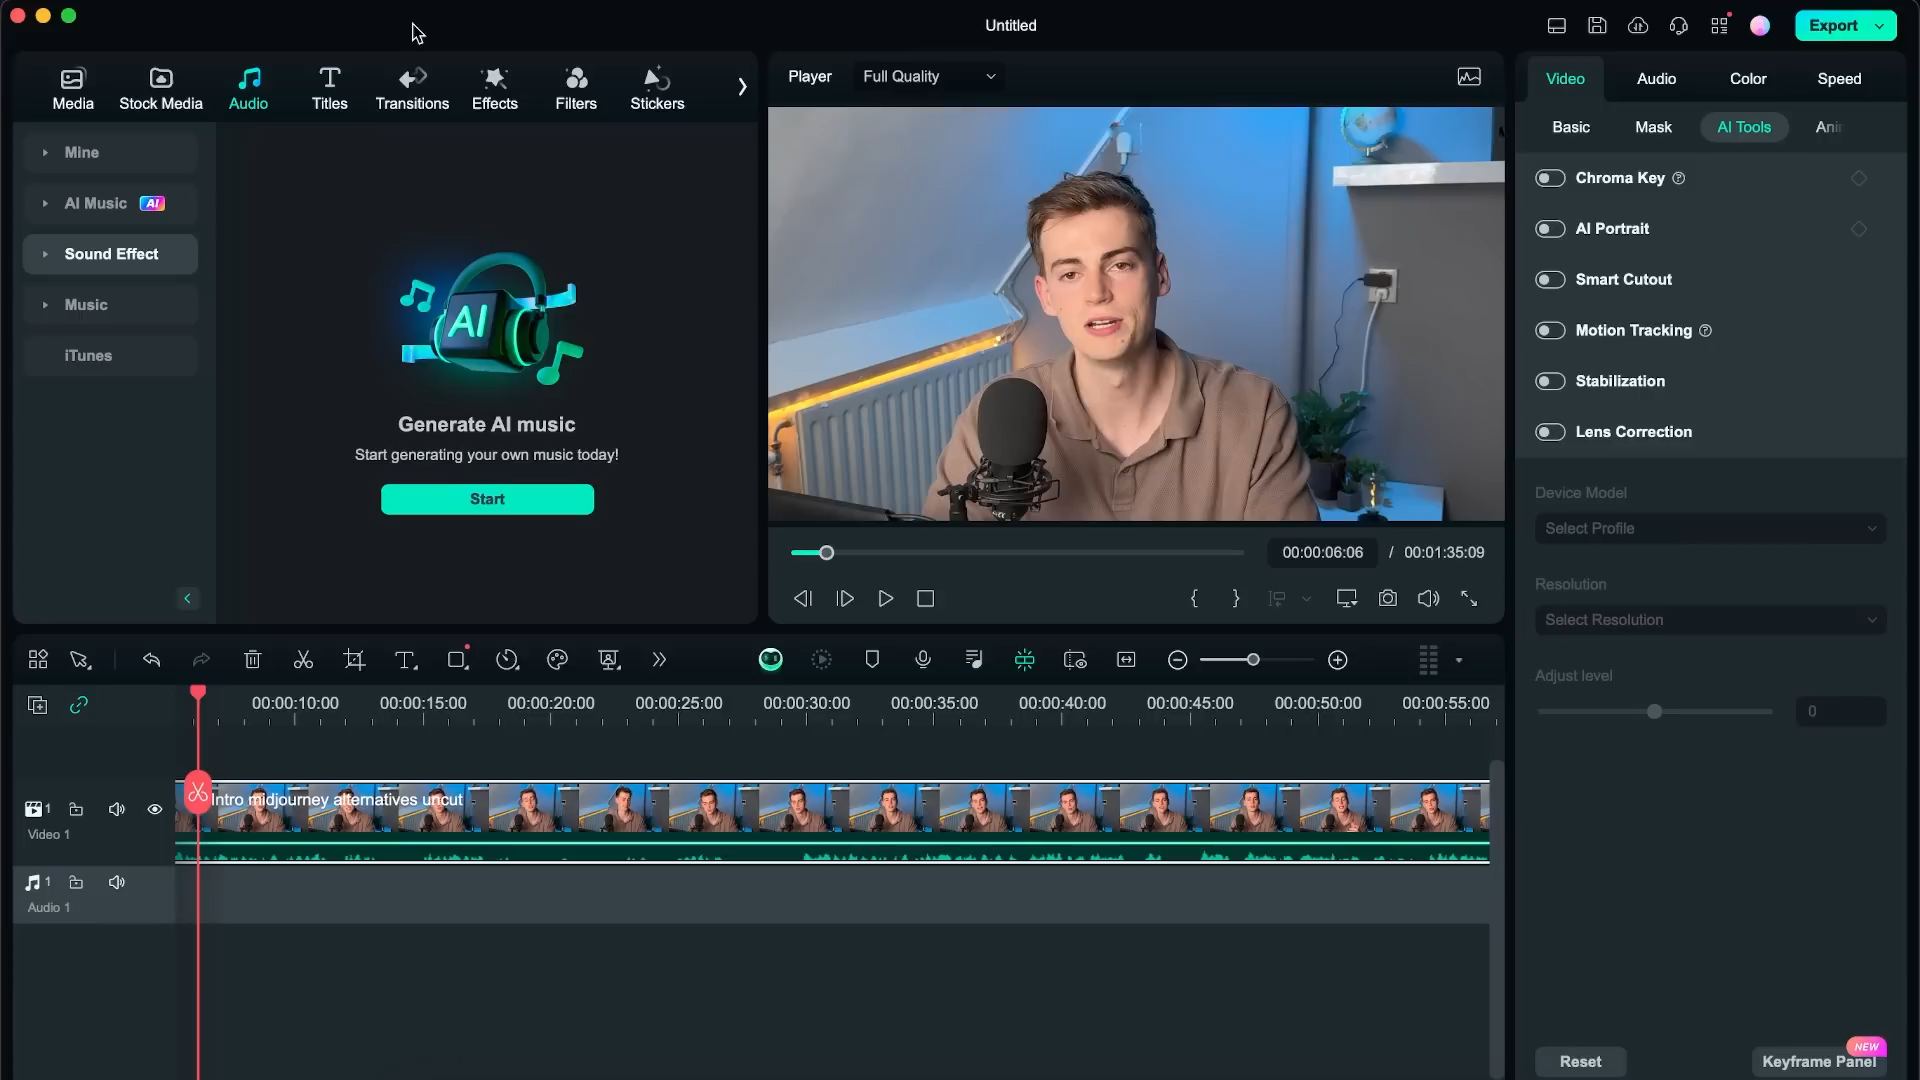 Untitled
Export
Media
Stock Media
Audio
Titles
Transitions
Effects
Filters
Stickers
Mine
AI Music AI
Sound Effect
Music
iTunes
AI
Generate AI music
Start generating your own music today!
Start
Player
Full Quality
00:00:06:06 / 00:01:35:09
Video
Audio
Color
Speed
Basic
Mask
AI Tools
Ani
Chroma Key
AI Portrait
Smart Cutout
Motion Tracking
Stabilization
Lens Correction
Device Model
Select Profile
Resolution
Select Resolution
Adjust level
0
00:00:10:00
00:00:15:00
00:00:20:00
00:00:25:00
00:00:30:00
00:00:35:00
00:00:40:00
00:00:45:00
00:00:50:00
00:00:55:00
Intro midjourney alternatives uncut
1
Video 1
1
Audio 1
Reset
NEW
Keyframe Panel